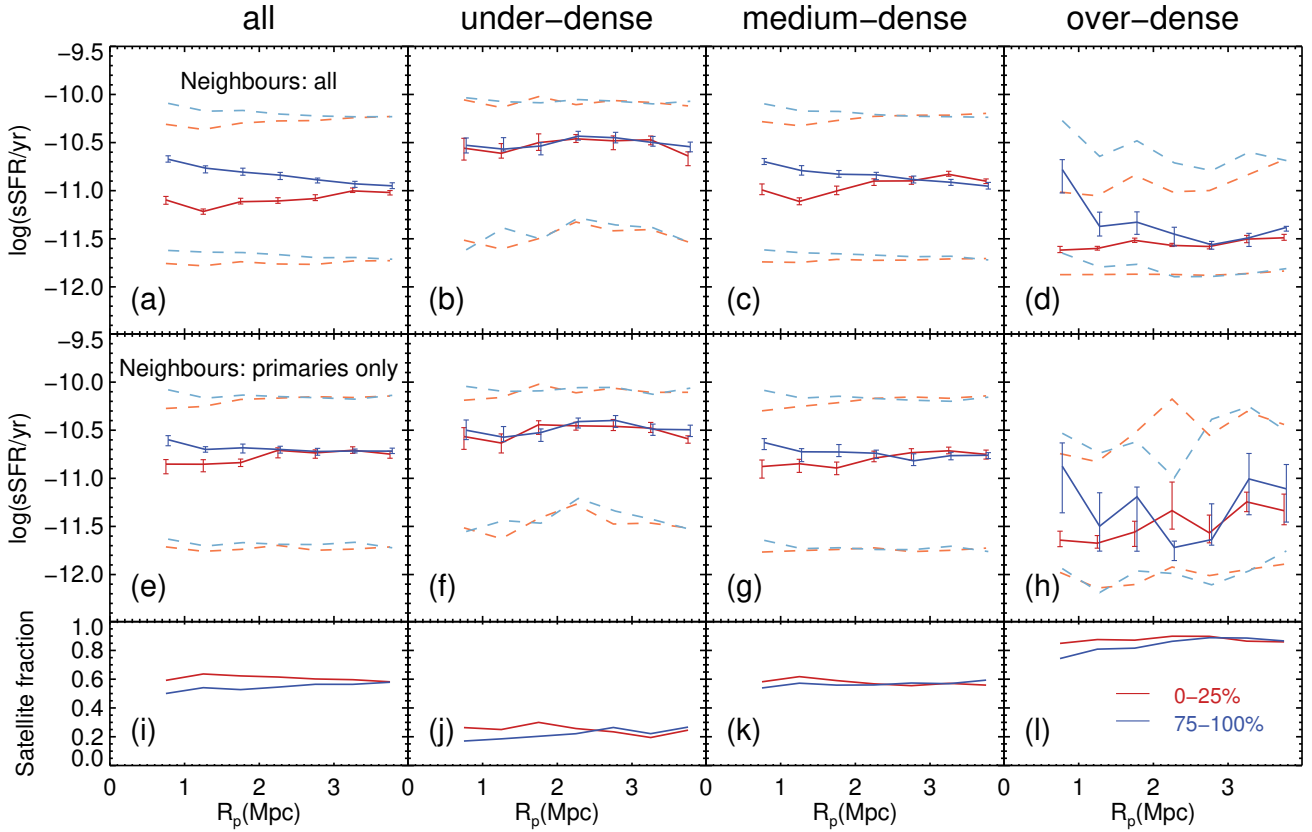 all under−dense medium−dense over−dense
−9.5
Neighbours: all
−10.0
−10.5
−11.0
−11.5
−12.0
log(sSFR/yr)
(a) (b) (c) (d)
−9.5
Neighbours: primaries only
−10.0
−10.5
−11.0
−11.5
−12.0
log(sSFR/yr)
(e) (f) (g) (h)
1.0
0.8
0.6
0.4
0.2
0.0
Satellite fraction
0−25%
75−100%
(i) (j) (k) (l)
0 1 2 3 0 1 2 3 0 1 2 3 0 1 2 3
Rp(Mpc) Rp(Mpc) Rp(Mpc) Rp(Mpc)